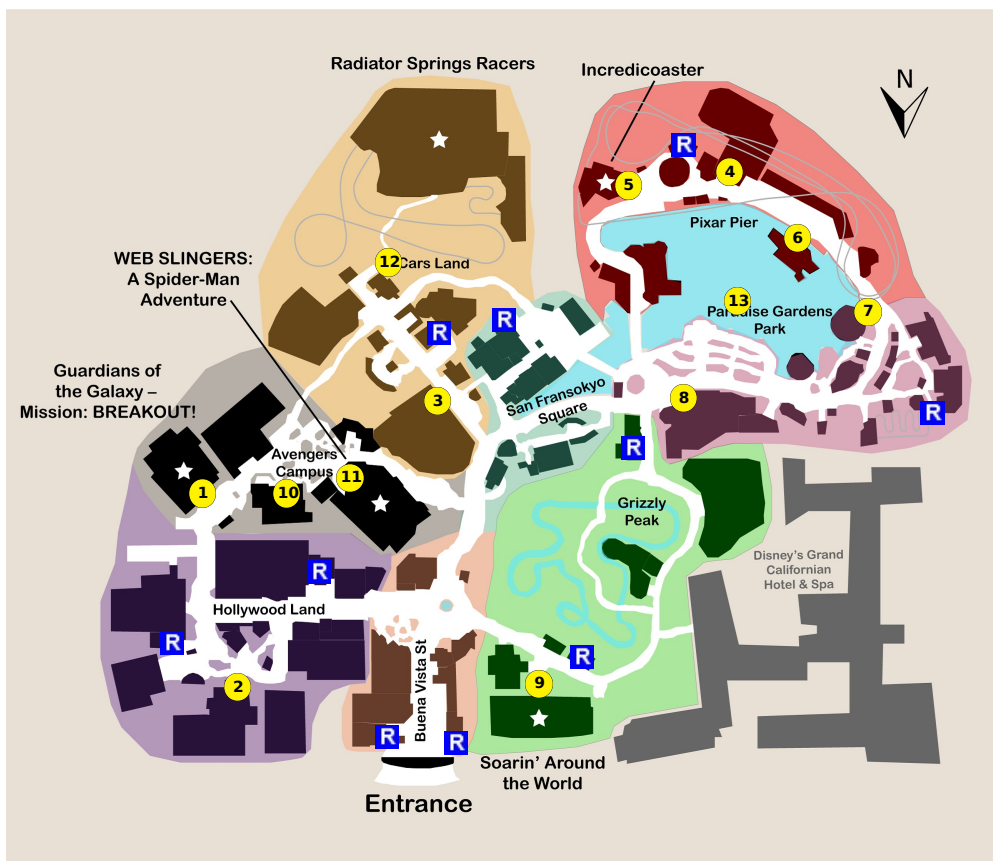 Radiator Springs Racers
Incredicoaster
N
R
4
5
Pixar Pier
6
WEB SLINGERS:
A Spider-Man
Adventure
12
Cars Land
13
Paradise Gardens
Park
7
R
R
Guardians of
the Galaxy –
Mission: BREAKOUT!
3
San Fransokyo
Square
8
R
R
Avengers
Campus
11
10
1
Grizzly
Peak
Disney's Grand
Californian
Hotel & Spa
R
Hollywood Land
R
Buena Vista St
R
2
9
R
R
Soarin' Around
the World
Entrance